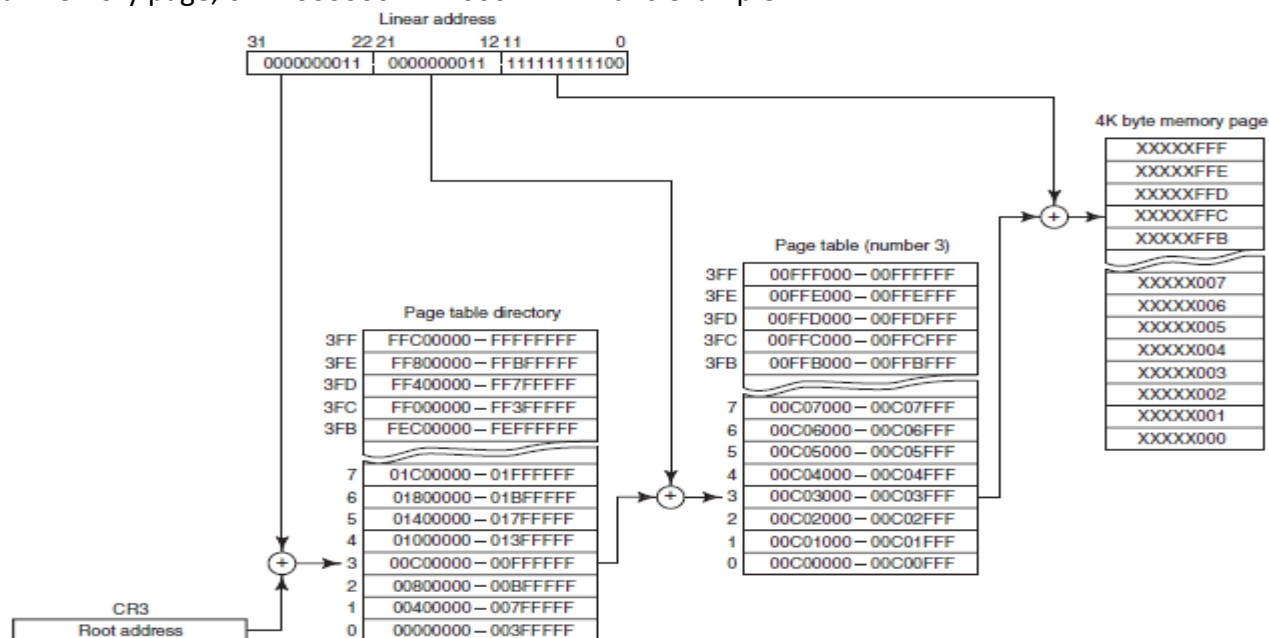 Linear address
31 22 21 12 11 0
0000000011 0000000011 111111111100
4K byte memory page
XXXXXFFF
XXXXXFFE
XXXXXFFD
XXXXXFFC
XXXXXFFB
XXXXX007
XXXXX006
XXXXX005
XXXXX004
XXXXX003
XXXXX002
XXXXX001
XXXXX000
Page table (number 3)
3FF 00FFF000 – 00FFFFFF
3FE 00FFE000 – 00FFEFFF
3FD 00FFD000 – 00FFDFFF
3FC 00FFC000 – 00FFCFFF
3FB 00FFB000 – 00FFBFFF
7 00C07000 – 00C07FFF
6 00C06000 – 00C06FFF
5 00C05000 – 00C05FFF
4 00C04000 – 00C04FFF
3 00C03000 – 00C03FFF
2 00C02000 – 00C02FFF
1 00C01000 – 00C01FFF
0 00C00000 – 00C00FFF
Page table directory
3FF FFC00000 – FFFFFFFF
3FE FF800000 – FFBFFFFF
3FD FF400000 – FF7FFFFF
3FC FF000000 – FF3FFFFF
3FB FEC00000 – FEFFFFFF
7 01C00000 – 01FFFFFF
6 01800000 – 01BFFFFF
5 01400000 – 017FFFFF
4 01000000 – 013FFFFF
3 00C00000 – 00FFFFFF
2 00800000 – 00BFFFFF
1 00400000 – 007FFFFF
0 00000000 – 003FFFFF
CR3
Root address